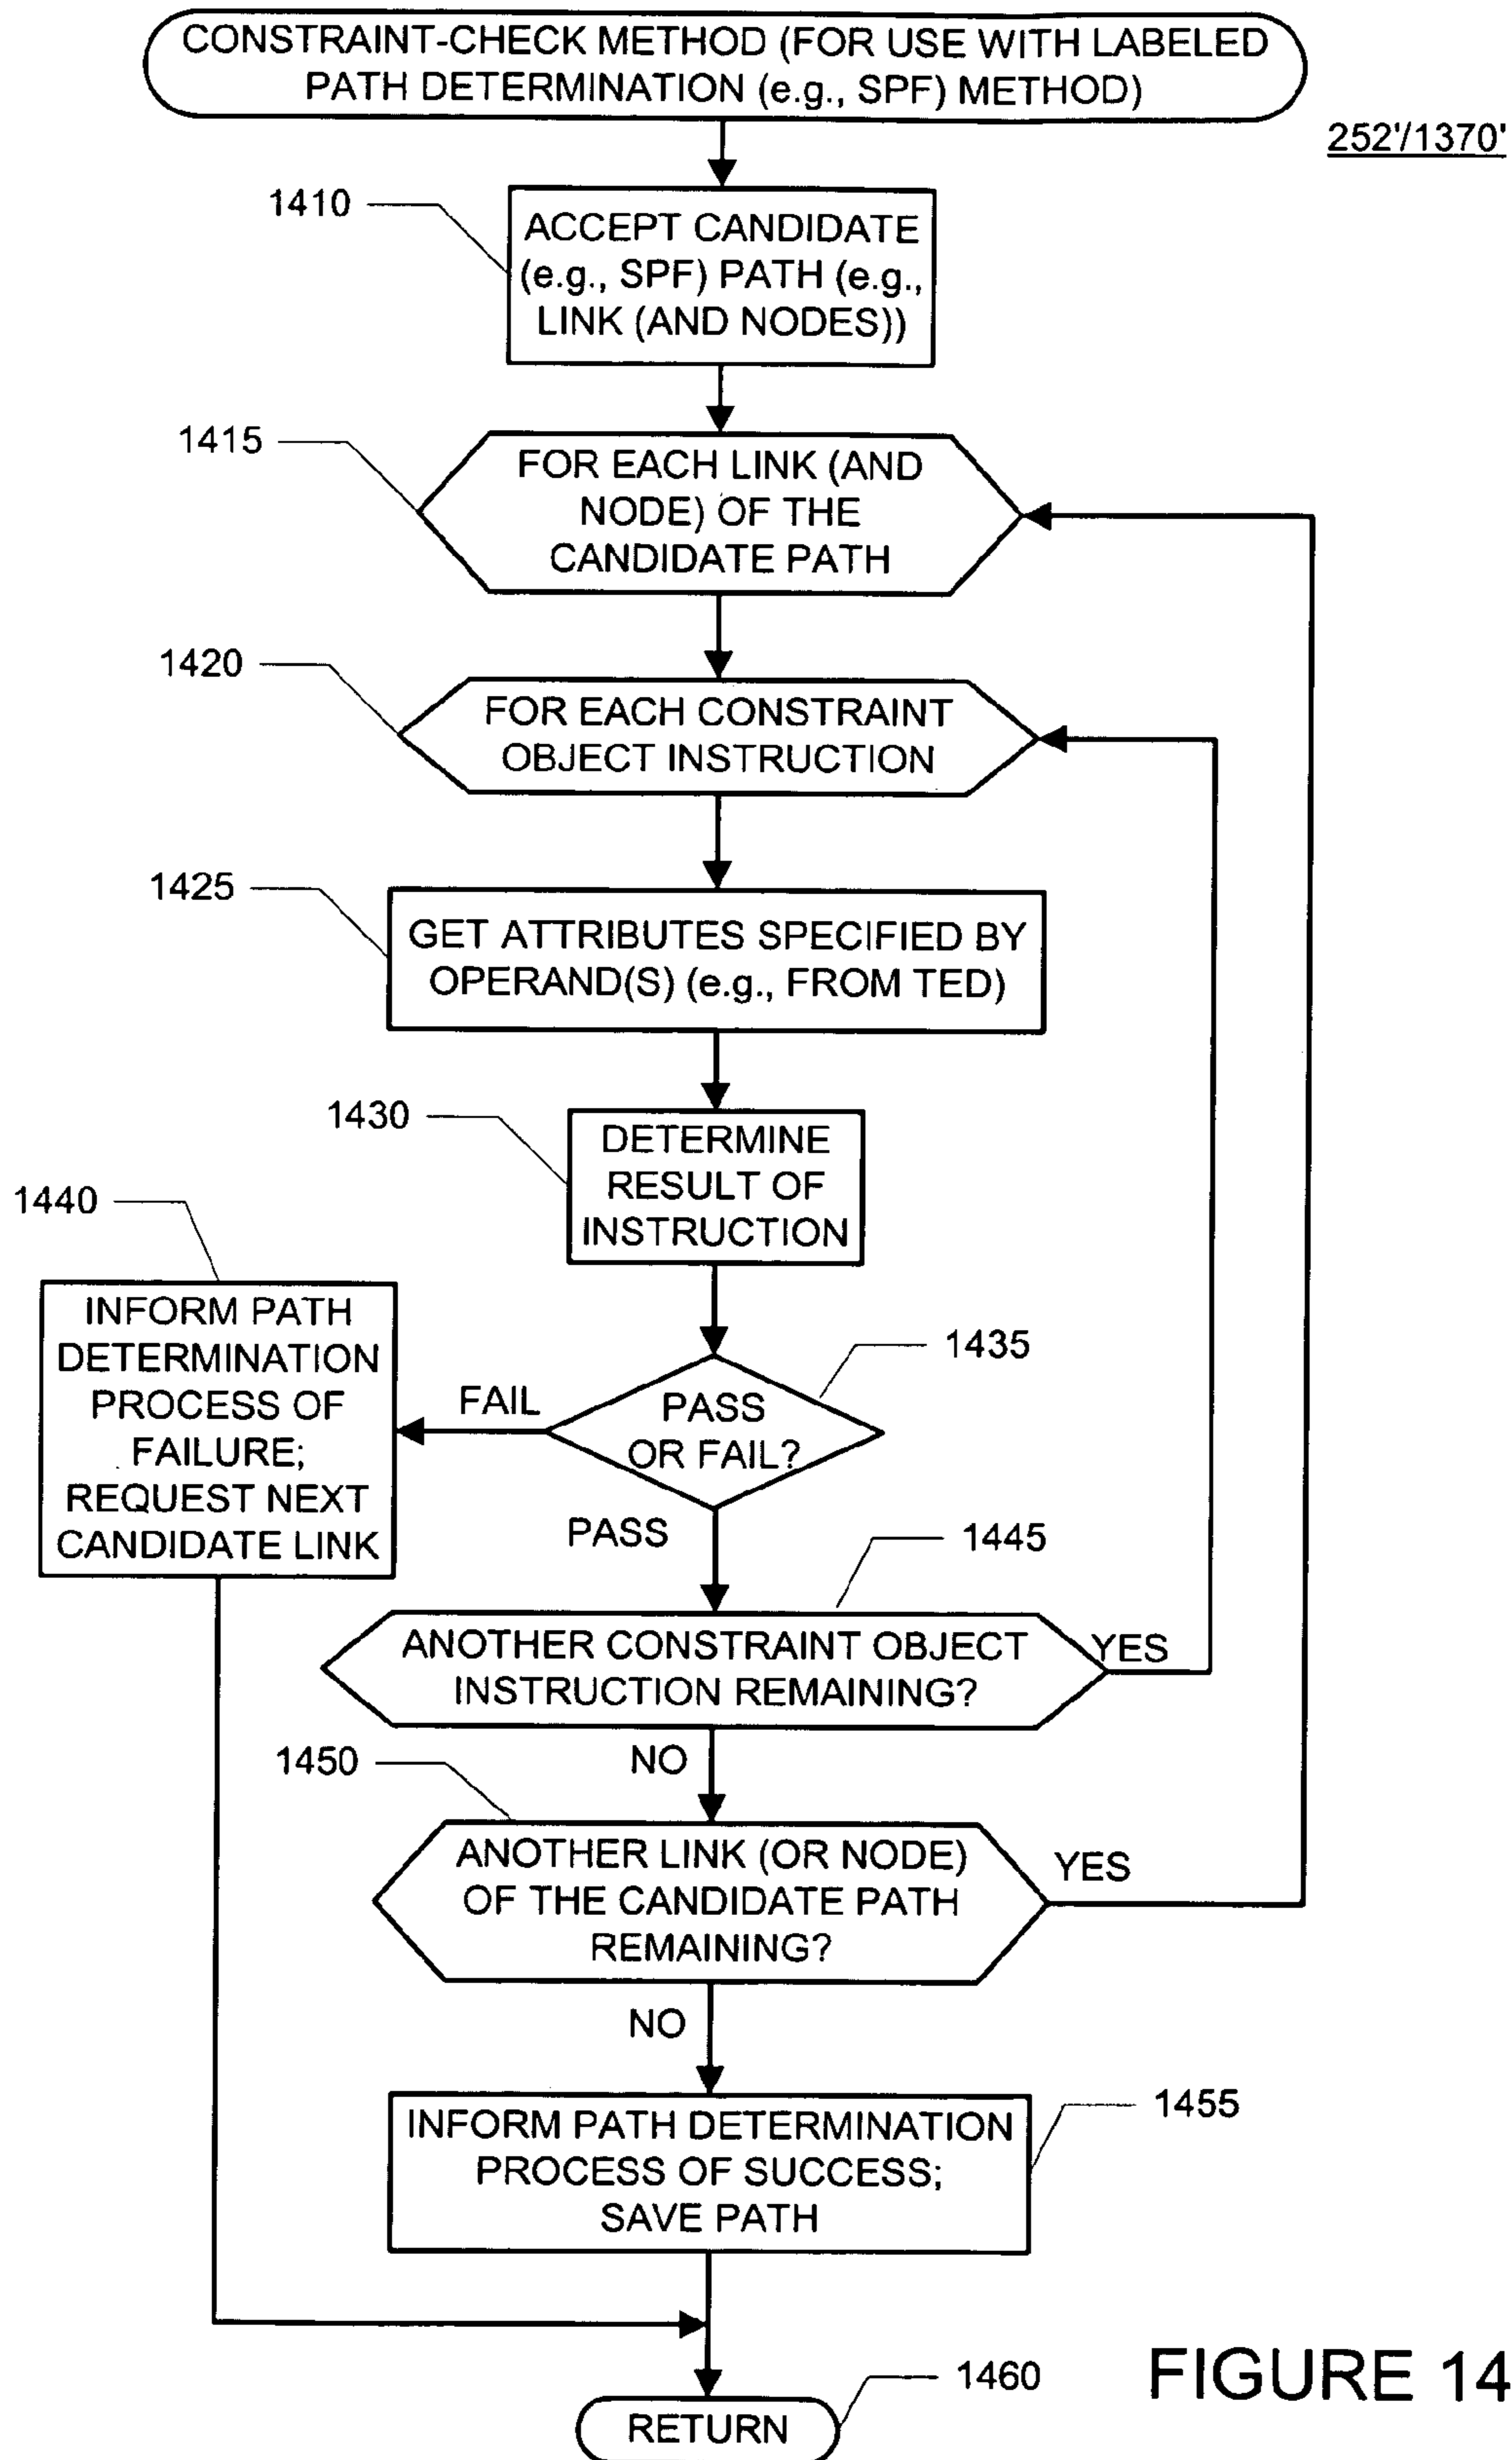 CONSTRAINT-CHECK METHOD (FOR USE WITH LABELED
PATH DETERMINATION (e.g., SPF) METHOD)
252'/1370'
1410
ACCEPT CANDIDATE
(e.g., SPF) PATH (e.g.,
LINK (AND NODES))
1415
FOR EACH LINK (AND
NODE) OF THE
CANDIDATE PATH
1420
FOR EACH CONSTRAINT
OBJECT INSTRUCTION
1425
GET ATTRIBUTES SPECIFIED BY
OPERAND(S) (e.g., FROM TED)
1430
DETERMINE
RESULT OF
INSTRUCTION
1440
INFORM PATH
DETERMINATION
PROCESS OF
FAILURE;
REQUEST NEXT
CANDIDATE LINK
1435
FAIL
PASS
OR FAIL?
PASS
1445
ANOTHER CONSTRAINT OBJECT
INSTRUCTION REMAINING?
YES
NO
1450
ANOTHER LINK (OR NODE)
OF THE CANDIDATE PATH
REMAINING?
YES
NO
1455
INFORM PATH DETERMINATION
PROCESS OF SUCCESS;
SAVE PATH
1460
RETURN
FIGURE 14